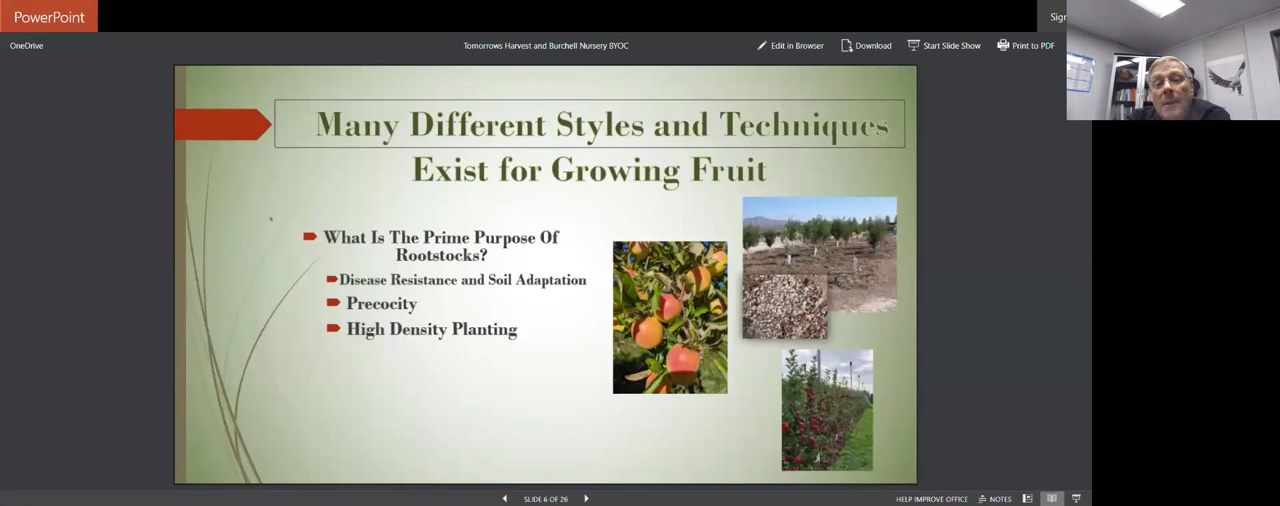 PowerPoint
Sign
OneDrive
Tomorrows Harvest and Burchell Nursery BYOC
Edit in Browser
Download
Start Slide Show
Print to PDF
Many Different Styles and Techniques
Exist for Growing Fruit
What Is The Prime Purpose Of
Rootstocks?
Disease Resistance and Soil Adaptation
Precocity
High Density Planting
SLIDE 6 OF 26
HELP IMPROVE OFFICE
NOTES